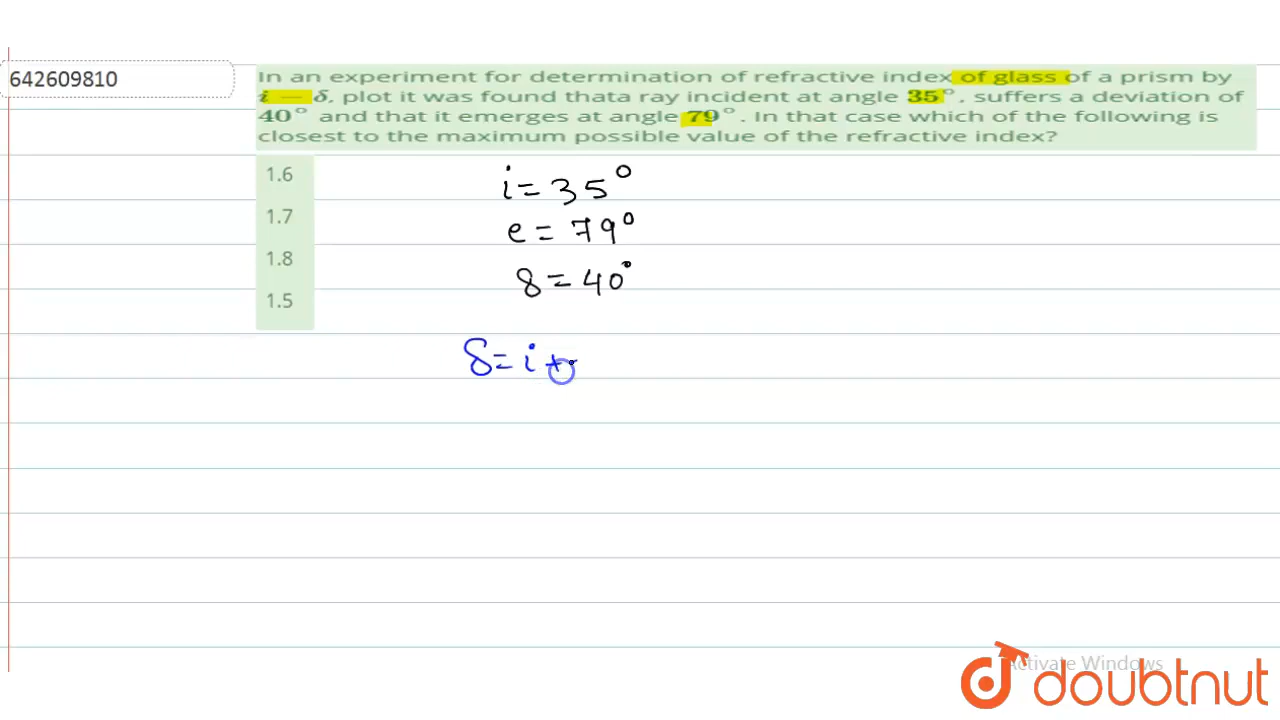 642609810
In an experiment for determination of refractive index of glass of a prism by
i − δ, plot it was found thata ray incident at angle 35°, suffers a deviation of
40° and that it emerges at angle 79°. In that case which of the following is
closest to the maximum possible value of the refractive index?
1.6
1.7
1.8
1.5
i = 35°
e = 79°
δ = 40°
δ = i +
Activate Windows
doubtnut